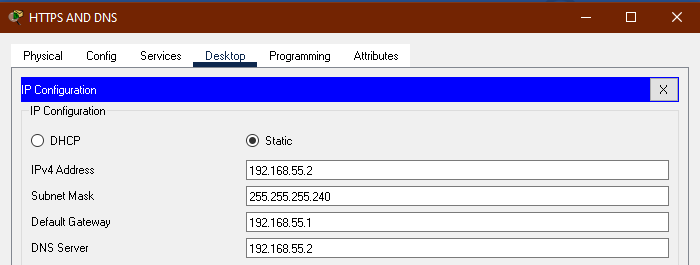 HTTPS AND DNS
Physical Config Services Desktop Programming Attributes
IP Configuration X
IP Configuration
DHCP Static
IPv4 Address 192.168.55.2
Subnet Mask 255.255.255.240
Default Gateway 192.168.55.1
DNS Server 192.168.55.2